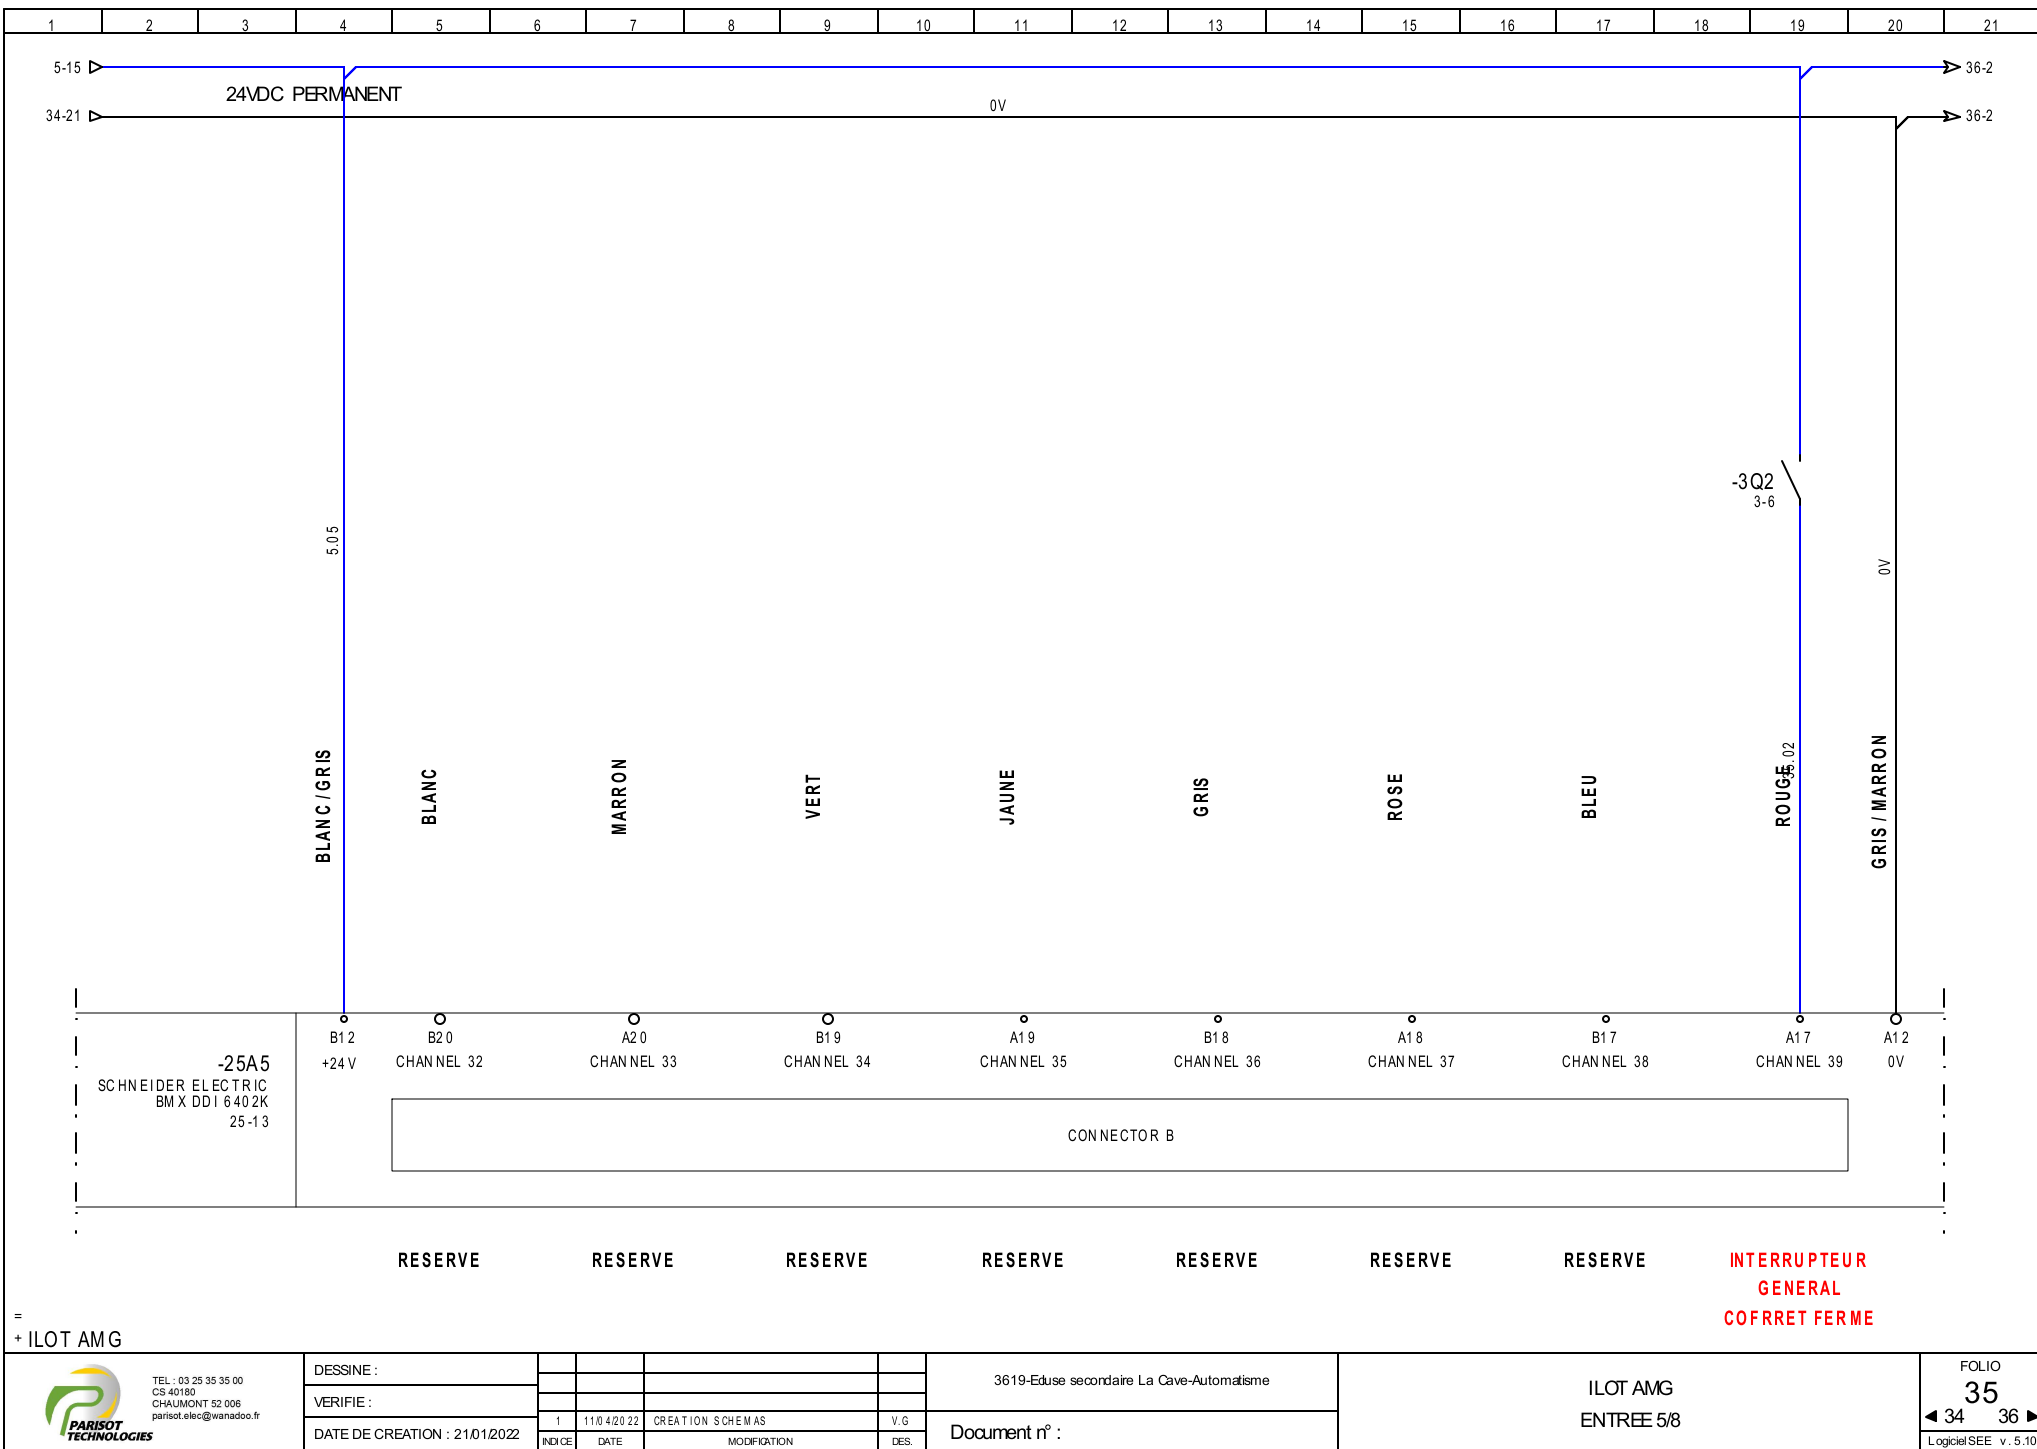 1 2 3 4 5 6 7 8 9 10 11 12 13 14 15 16 17 18 19 20 21
5-15
36-2
24VDC PERMANENT
0V
34-21
36-2
-3Q2
3-6
5.05
0V
BLANC/GRIS
BLANC
MARRON
VERT
JAUNE
GRIS
ROSE
BLEU
ROUGE
35.02
GRIS / MARRON
B12 B20 A20 B19 A19 B18 A18 B17 A17 A12
+24V CHANNEL 32 CHANNEL 33 CHANNEL 34 CHANNEL 35 CHANNEL 36 CHANNEL 37 CHANNEL 38 CHANNEL 39 0V
-25A5
SCHNEIDER ELECTRIC
BMX DDI 6402K
25-13
CONNECTOR B
RESERVE RESERVE RESERVE RESERVE RESERVE RESERVE RESERVE INTERRUPTEUR
GENERAL
COFRRET FERME
=
+ ILOT AMG
PARISOT
TECHNOLOGIES
TEL : 03 25 35 35 00
CS 40180
CHAUMONT 52 006
parisot.elec@wanadoo.fr
DESSINE :
VERIFIE :
DATE DE CREATION : 21/01/2022
1 11/04/2022 CREATION SCHEMAS V.G
INDICE DATE MODIFICATION DES.
3619-Eduse secondaire La Cave-Automatisme
Document n° :
ILOT AMG
ENTREE 5/8
FOLIO
35
34 36
Logiciel SEE v. 5.10